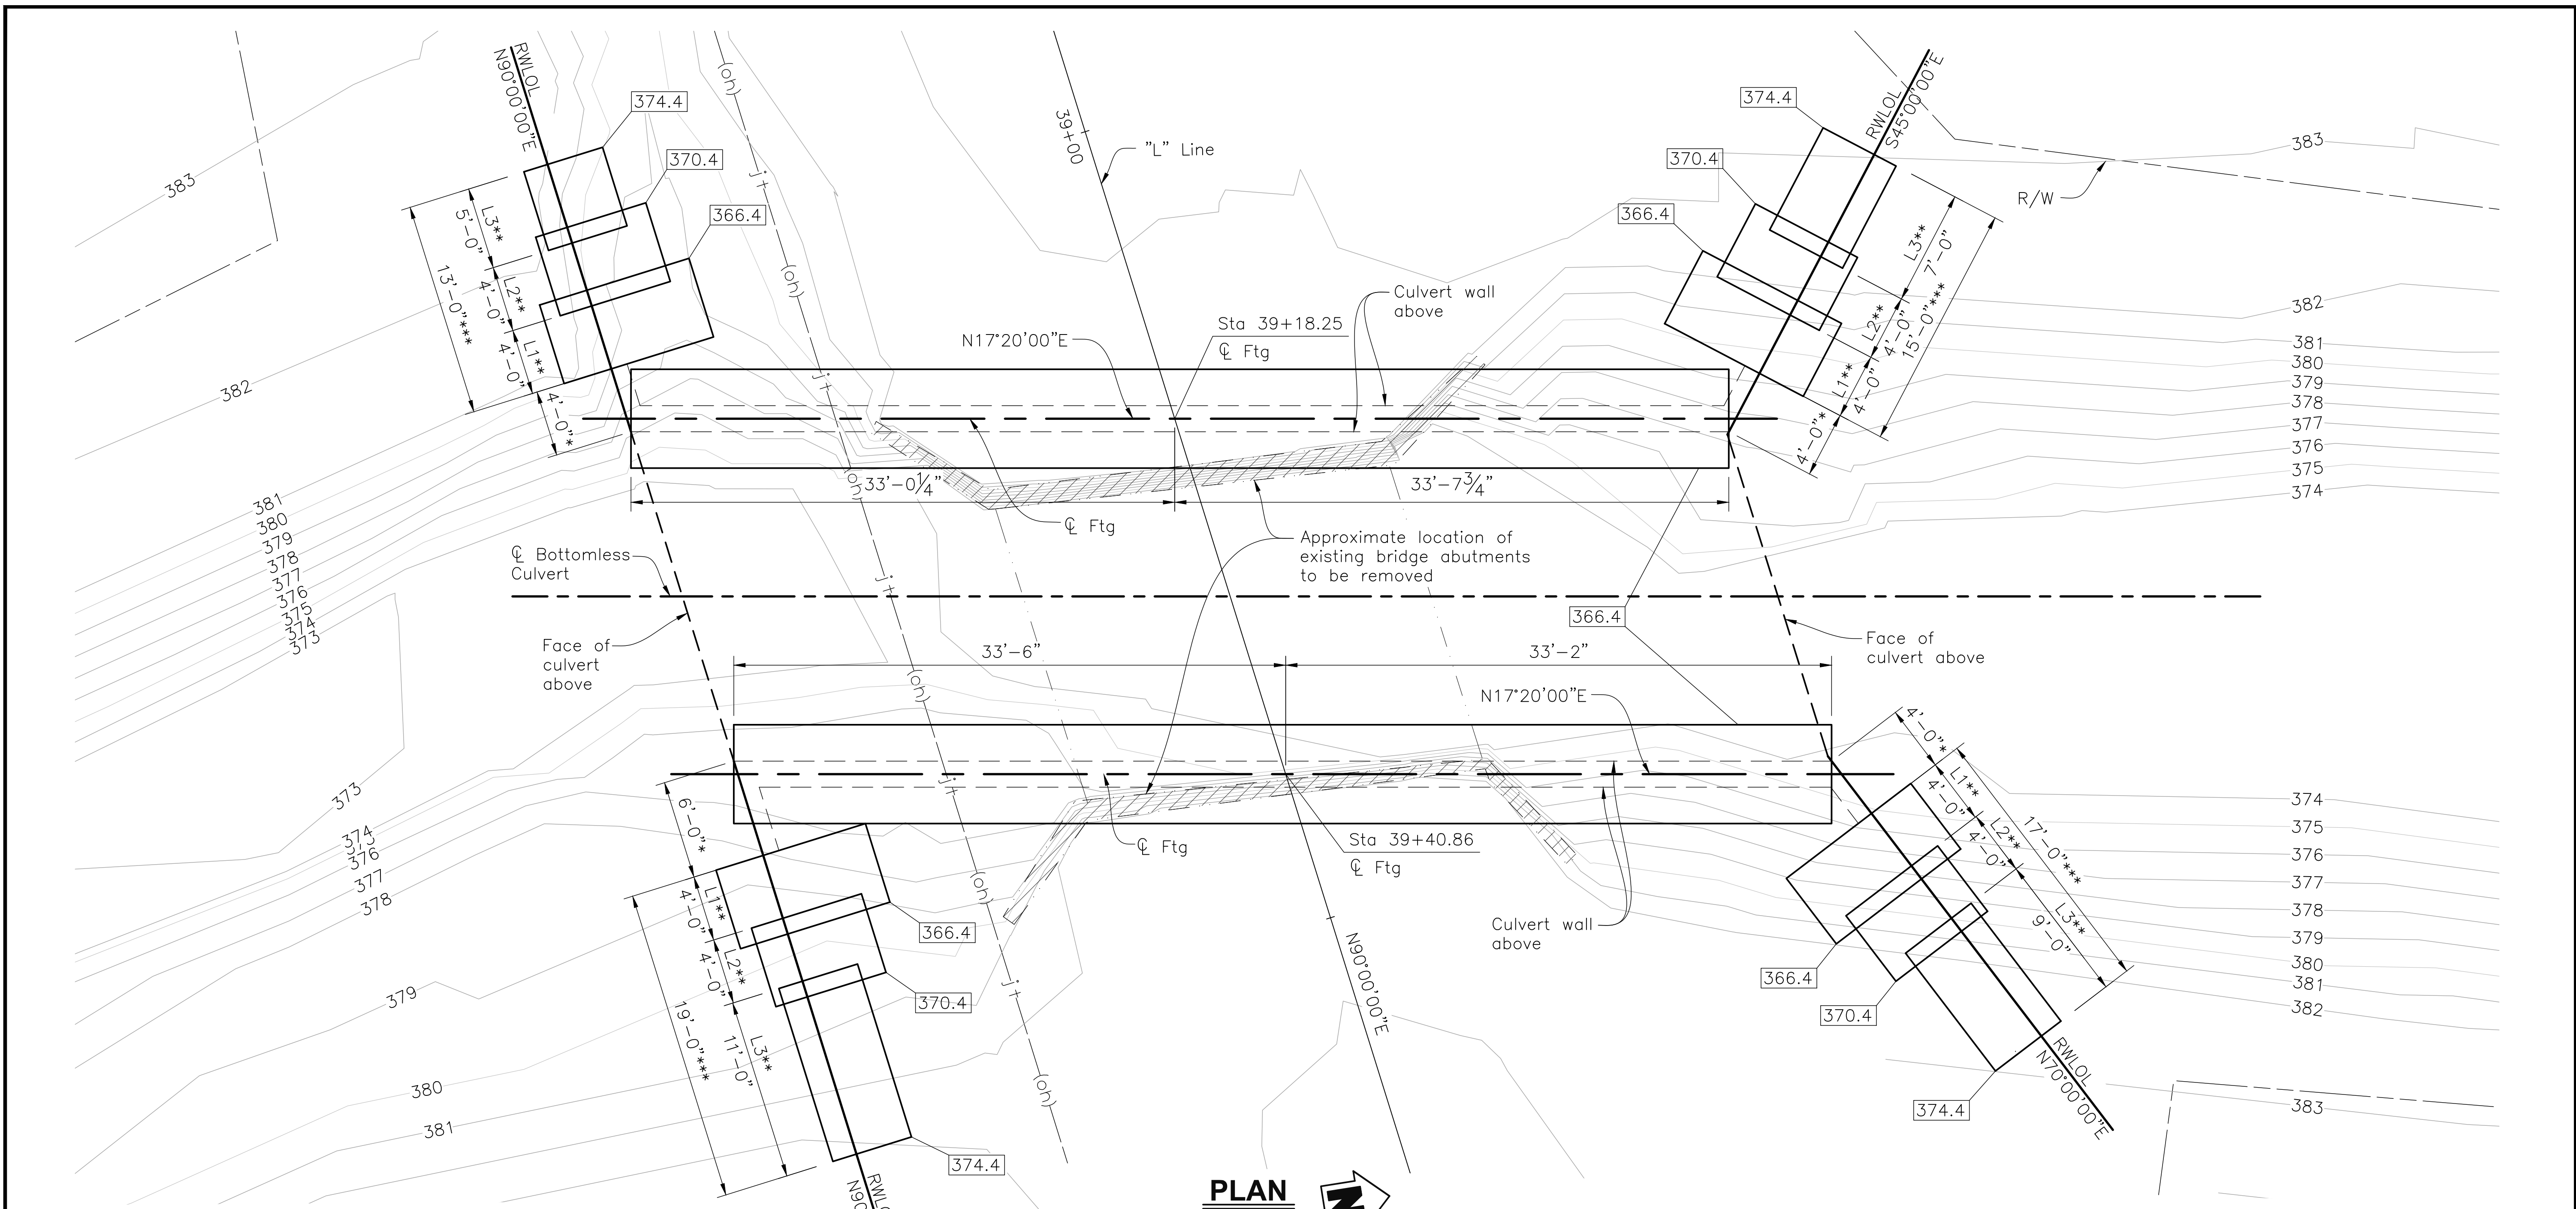 RWLOL
N90°00'00"E
374.4
370.4
366.4
L3**
5'-0"
L2**
4'-0"
L1**
4'-0"
13'-0"***
4'-0"*
383
382
381
380
379
378
377
376
375
374
373
(oh)
jt
(oh)
jt
(oh)
jt
(oh)
jt
(oh)
jt
(oh)
39+00
"L" Line
N17°20'00"E
Sta 39+18.25
℄ Ftg
Culvert wall
above
374.4
370.4
366.4
RWLOL
S45°00'00"E
R/W
383
L3**
7'-0"
L2**
4'-0"
L1**
4'-0"
15'-0"***
4'-0"*
382
381
380
379
378
377
376
375
374
33'-0¼"
33'-7¾"
℄ Ftg
℄ Bottomless
Culvert
Approximate location of
existing bridge abutments
to be removed
366.4
Face of
culvert
above
Face of
culvert above
33'-6"
33'-2"
N17°20'00"E
373
374
373
376
377
378
379
380
381
6'-0"*
L1**
4'-0"
L2**
4'-0"
L3**
11'-0"
19'-0"***
366.4
370.4
374.4
℄ Ftg
Sta 39+40.86
℄ Ftg
Culvert wall
above
N90°00'00"E
4'-0"*
L1**
4'-0"
L2**
4'-0"
L3**
9'-0"
17'-0"***
366.4
370.4
374.4
RWLOL
N70°00'00"E
374
375
376
377
378
379
380
381
382
383
PLAN
N